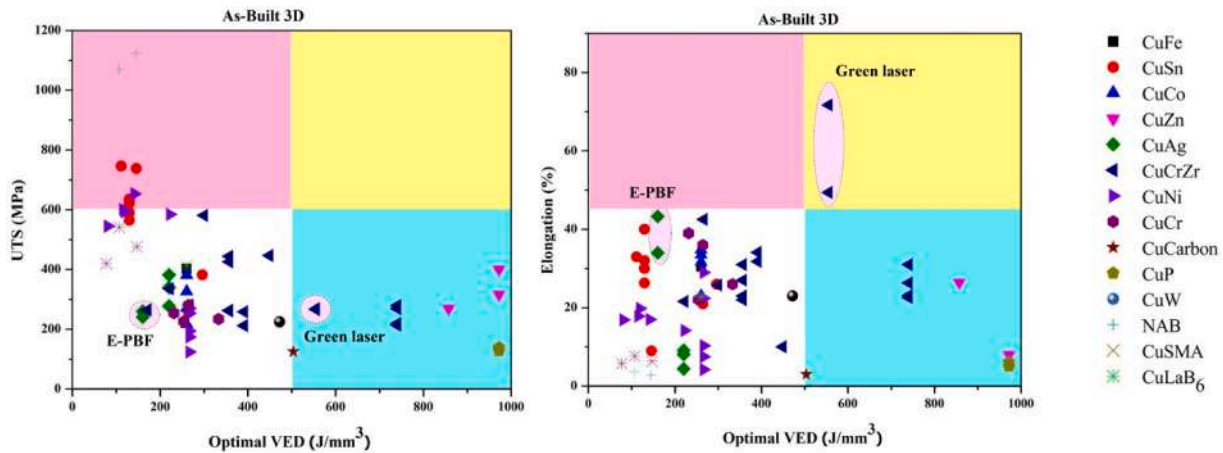 As-Built 3D
1200
1000
800
600
400
200
0
UTS (MPa)
E-PBF
Green laser
0 200 400 600 800 1000
Optimal VED (J/mm³)
As-Built 3D
80
60
40
20
0
Elongation (%)
Green laser
E-PBF
0 200 400 600 800 1000
Optimal VED (J/mm³)
CuFe
CuSn
CuCo
CuZn
CuAg
CuCrZr
CuNi
CuCr
CuCarbon
CuP
CuW
NAB
CuSMA
CuLaB₆